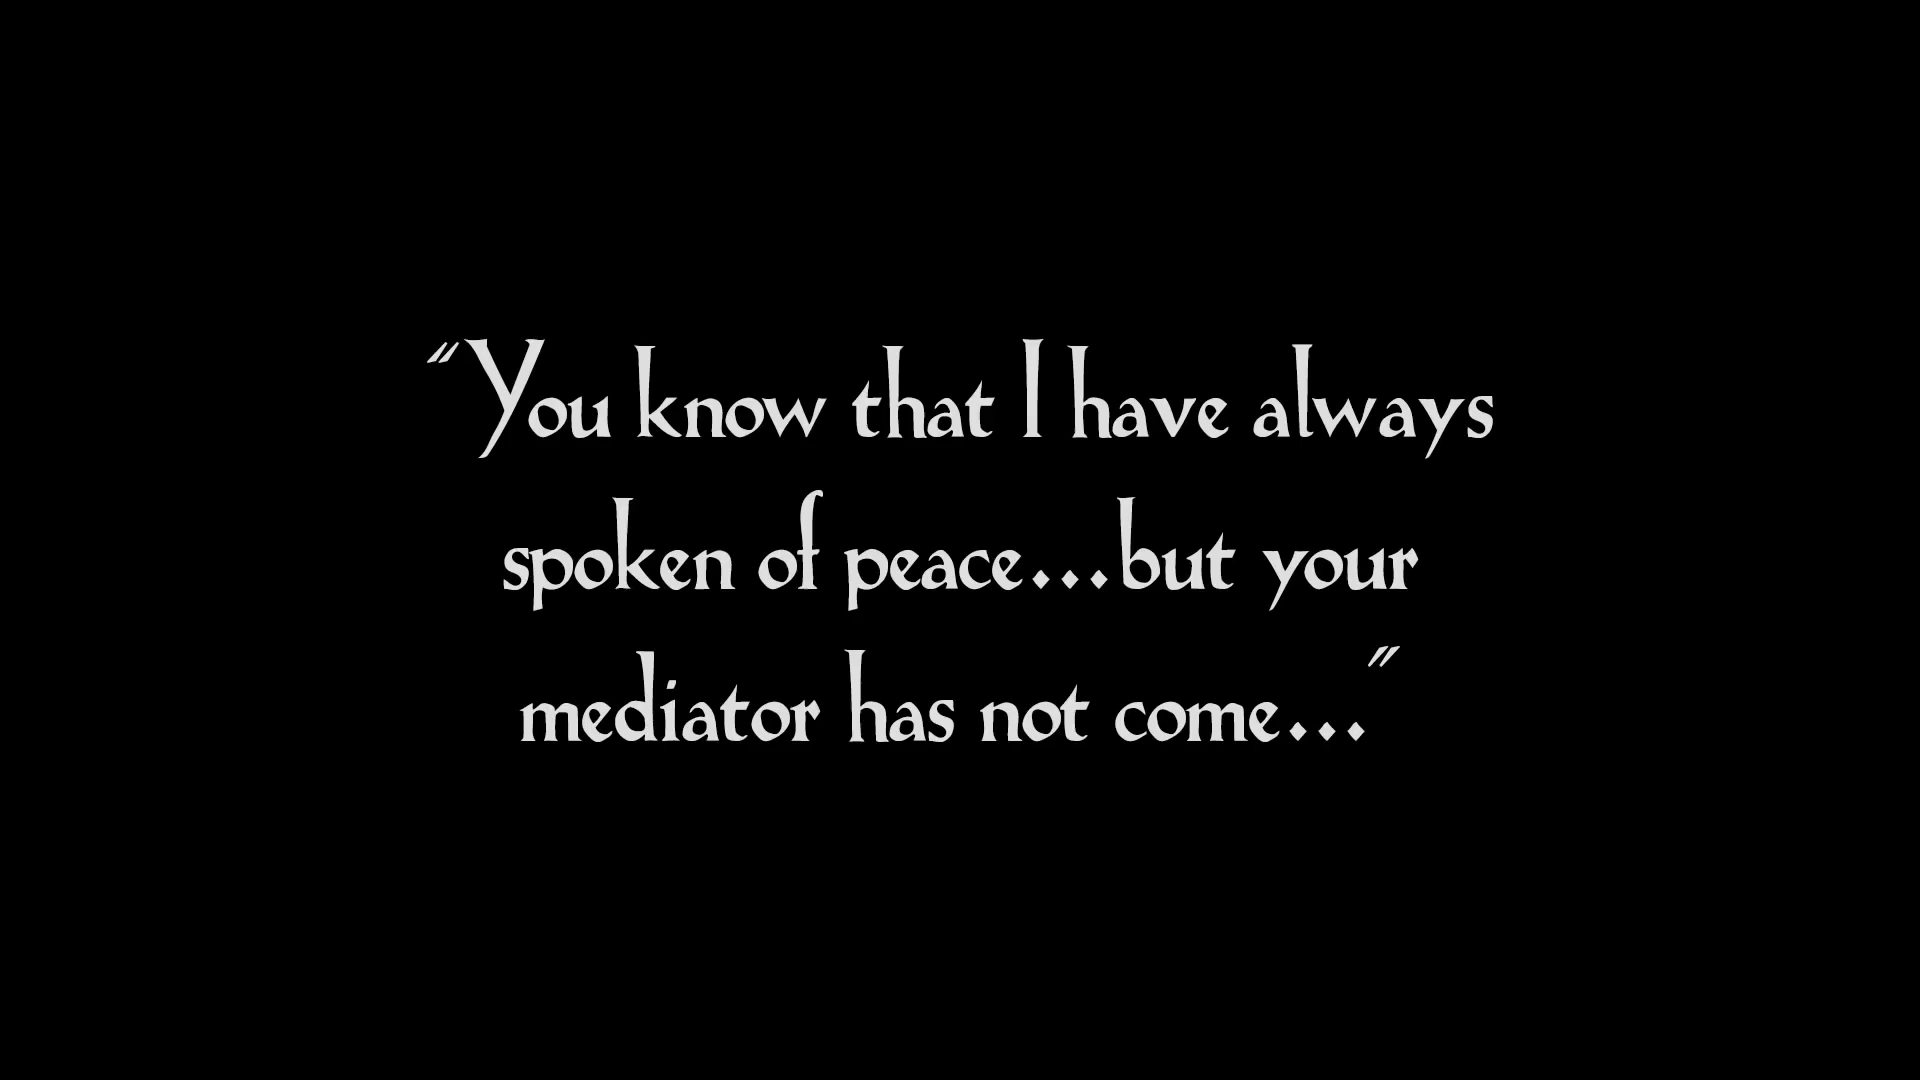 “You know that I have always
spoken of peace...but your
mediator has not come...”